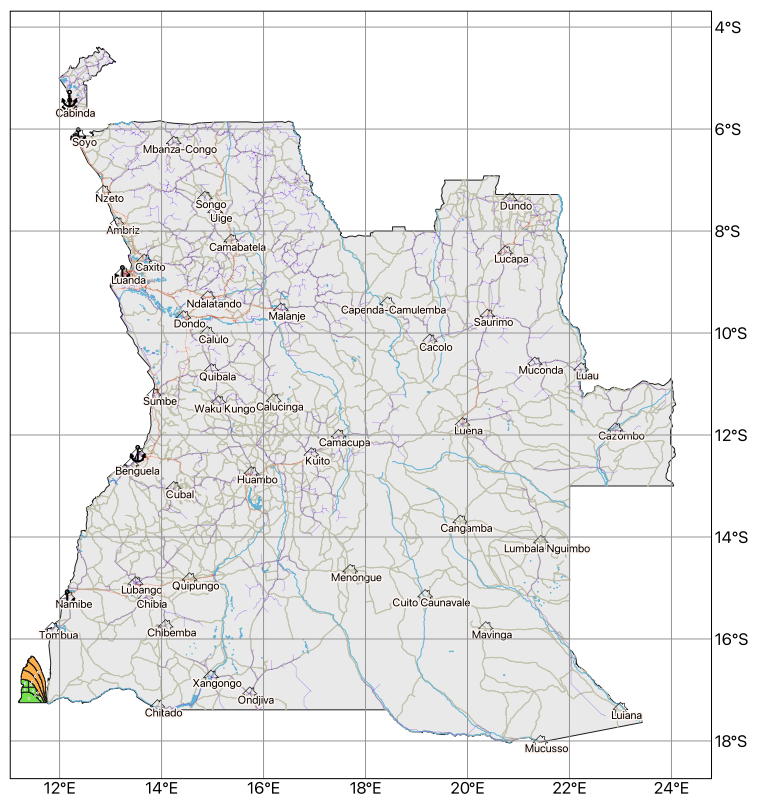 4°S
Cabinda
6°S
Soyo
Mbanza-Congo
Nzeto
Songo
Dundo
Uige
Ambriz
8°S
Camabatela
Caxito
Lucapa
Luanda
Ndalatando
Capenda-Camulemba
Malanje
Dondo
Saurimo
Calulo
10°S
Cacolo
Muconda
Quibala
Luau
Sumbe
Waku Kungo
Calucinga
Luena
Cazombo
12°S
Camacupa
Kuito
Benguela
Huambo
Cubal
Cangamba
14°S
Lumbala Nguimbo
Menongue
Quipungo
Lubango
Namibe
Chibia
Cuito Caunavale
Tombua
Chibemba
Mavinga
16°S
Xangongo
Ondjiva
Chitado
Luiana
18°S
Mucusso
12°E 14°E 16°E 18°E 20°E 22°E 24°E